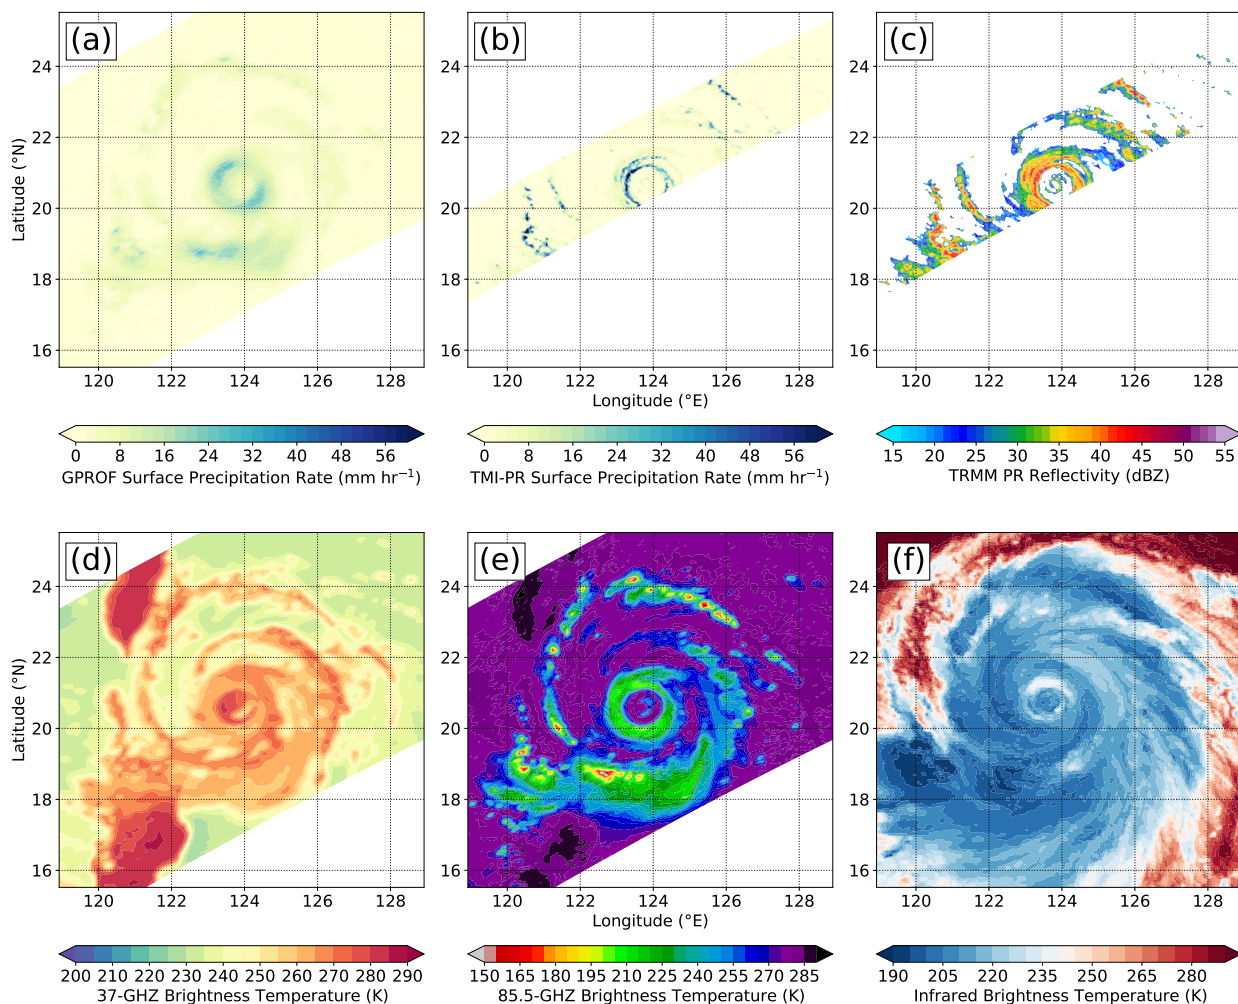 (a)
(b)
(c)
24
22
20
18
16
Latitude (°N)
120 122 124 126 128
24
22
20
18
16
120 122 124 126 128
Longitude (°E)
24
22
20
18
16
120 122 124 126 128
0 8 16 24 32 40 48 56
GPROF Surface Precipitation Rate (mm hr⁻¹)
0 8 16 24 32 40 48 56
TMI-PR Surface Precipitation Rate (mm hr⁻¹)
15 20 25 30 35 40 45 50 55
TRMM PR Reflectivity (dBZ)
(d)
(e)
(f)
24
22
20
18
16
Latitude (°N)
120 122 124 126 128
24
22
20
18
16
120 122 124 126 128
Longitude (°E)
24
22
20
18
16
120 122 124 126 128
200 210 220 230 240 250 260 270 280 290
37-GHZ Brightness Temperature (K)
150 165 180 195 210 225 240 255 270 285
85.5-GHZ Brightness Temperature (K)
190 205 220 235 250 265 280
Infrared Brightness Temperature (K)